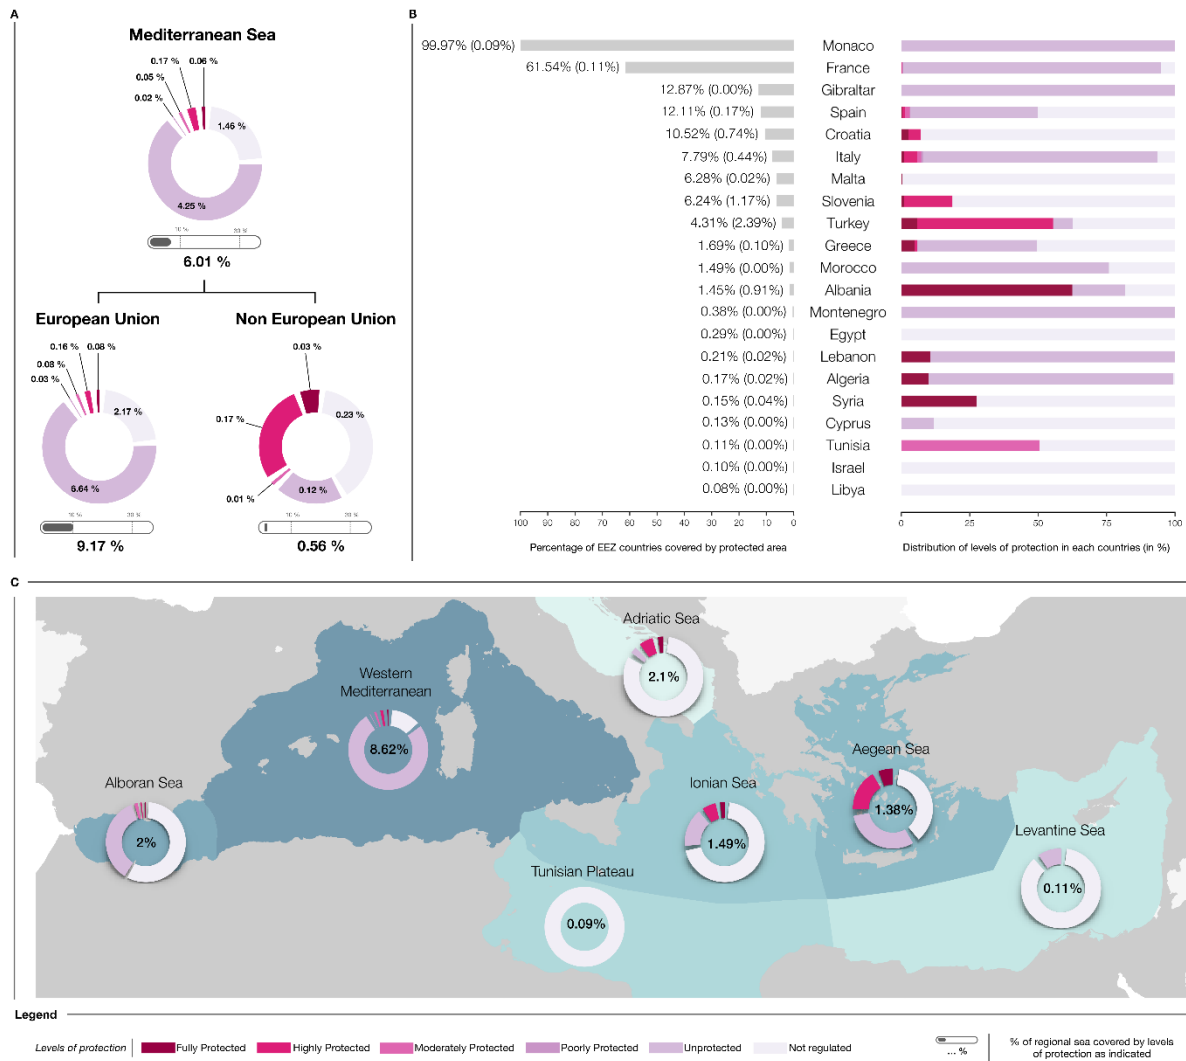 A
Mediterranean Sea
0.17 %
0.06 %
0.05 %
0.02 %
1.46 %
4.25 %
10 %
30 %
6.01 %
European Union
Non European Union
0.16 %
0.08 %
0.08 %
0.03 %
2.17 %
6.64 %
10 %
30 %
9.17 %
0.03 %
0.17 %
0.23 %
0.01 %
0.12 %
10 %
0.56 %
B
99.97% (0.09%) Monaco
61.54% (0.11%) France
12.87% (0.00%) Gibraltar
12.11% (0.17%) Spain
10.52% (0.74%) Croatia
7.79% (0.44%) Italy
6.28% (0.02%) Malta
6.24% (1.17%) Slovenia
4.31% (2.39%) Turkey
1.69% (0.10%) Greece
1.49% (0.00%) Morocco
1.45% (0.91%) Albania
0.38% (0.00%) Montenegro
0.29% (0.00%) Egypt
0.21% (0.02%) Lebanon
0.17% (0.02%) Algeria
0.15% (0.04%) Syria
0.13% (0.00%) Cyprus
0.11% (0.00%) Tunisia
0.10% (0.00%) Israel
0.08% (0.00%) Libya
100 90 80 70 60 50 40 30 20 10 0
0 25 50 75 100
Percentage of EEZ countries covered by protected area
Distribution of levels of protection in each countries (in %)
C
Adriatic Sea
2.1%
Western
Mediterranean
8.62%
Aegean Sea
1.38%
Alboran Sea
2%
Ionian Sea
1.49%
Levantine Sea
0.11%
Tunisian Plateau
0.09%
Legend
Levels of protection
Fully Protected
Highly Protected
Moderately Protected
Poorly Protected
Unprotected
Not regulated
... %
% of regional sea covered by levels
of protection as indicated